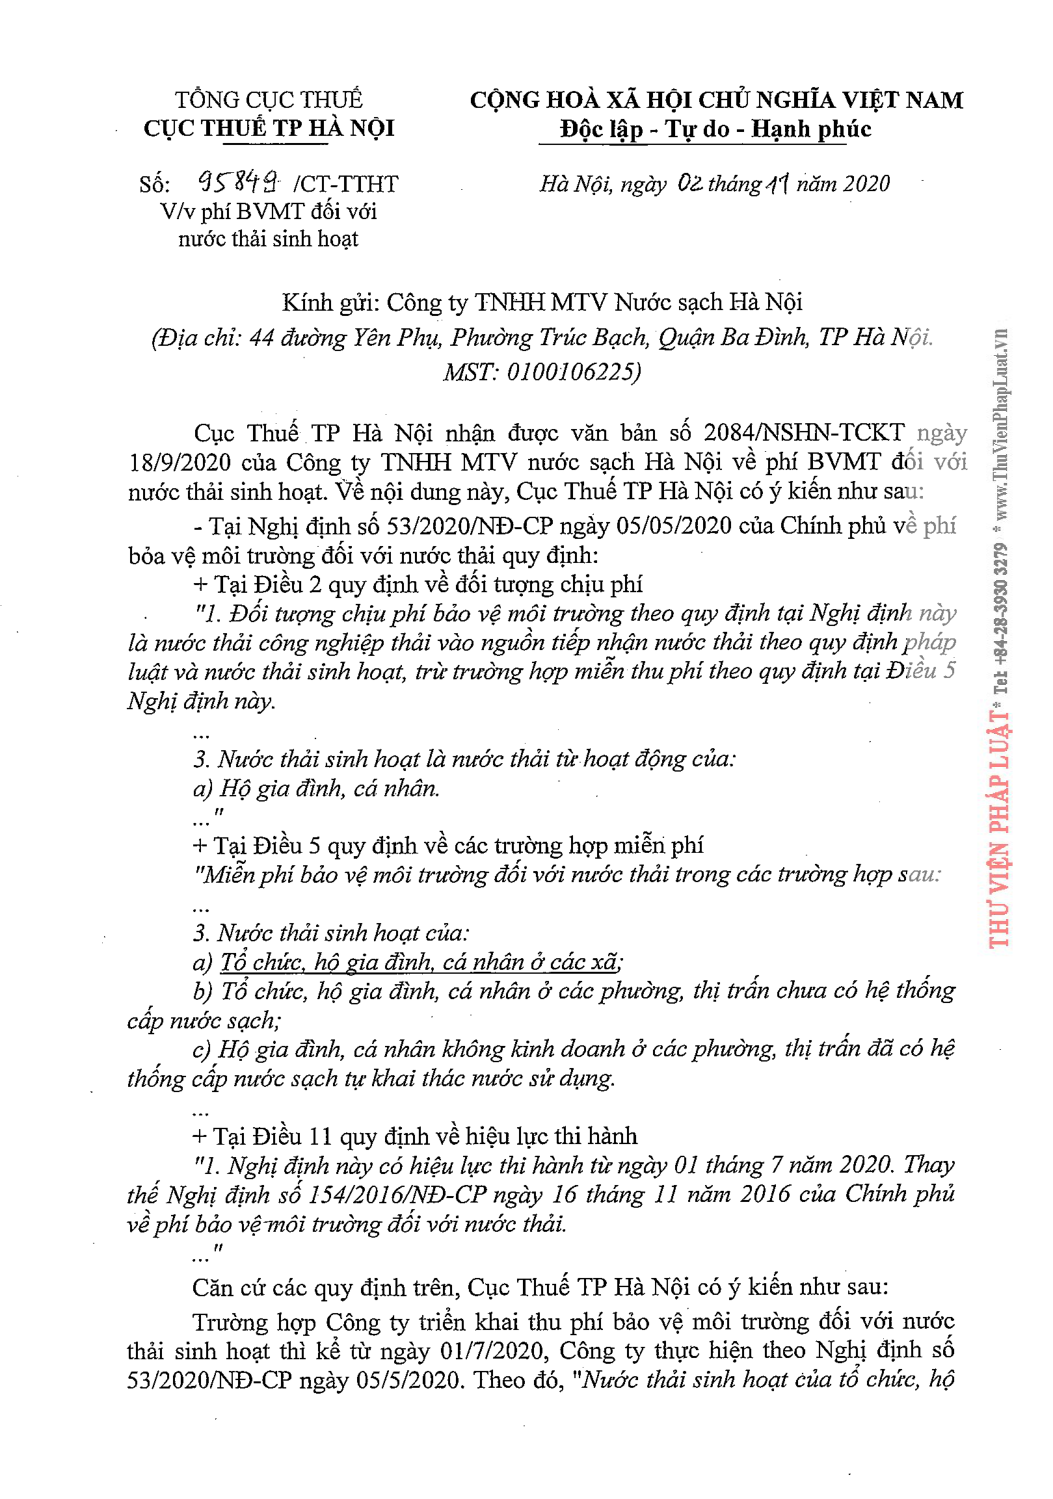 TỔNG CỤC THUẾ
CỤC THUẾ TP HÀ NỘI
CỘNG HOÀ XÃ HỘI CHỦ NGHĨA VIỆT NAM
Độc lập - Tự do - Hạnh phúc
Số: 95849 /CT-TTHT
V/v phí BVMT đối với
nước thải sinh hoạt
Hà Nội, ngày 02 tháng 11 năm 2020
Kính gửi: Công ty TNHH MTV Nước sạch Hà Nội
(Địa chỉ: 44 đường Yên Phụ, Phường Trúc Bạch, Quận Ba Đình, TP Hà Nội.
MST: 0100106225)
Cục Thuế TP Hà Nội nhận được văn bản số 2084/NSHN-TCKT ngày
18/9/2020 của Công ty TNHH MTV nước sạch Hà Nội về phí BVMT đối với
nước thải sinh hoạt. Về nội dung này, Cục Thuế TP Hà Nội có ý kiến như sau:
- Tại Nghị định số 53/2020/NĐ-CP ngày 05/05/2020 của Chính phủ về phí
bỏa vệ môi trường đối với nước thải quy định:
+ Tại Điều 2 quy định về đối tượng chịu phí
"1. Đối tượng chịu phí bảo vệ môi trường theo quy định tại Nghị định này
là nước thải công nghiệp thải vào nguồn tiếp nhận nước thải theo quy định pháp
luật và nước thải sinh hoạt, trừ trường hợp miễn thu phí theo quy định tại Điều 5
Nghị định này.
...
3. Nước thải sinh hoạt là nước thải từ hoạt động của:
a) Hộ gia đình, cá nhân.
..."
+ Tại Điều 5 quy định về các trường hợp miễn phí
"Miễn phí bảo vệ môi trường đối với nước thải trong các trường hợp sau:
...
3. Nước thải sinh hoạt của:
a) Tổ chức, hộ gia đình, cá nhân ở các xã;
b) Tổ chức, hộ gia đình, cá nhân ở các phường, thị trấn chưa có hệ thống
cấp nước sạch;
c) Hộ gia đình, cá nhân không kinh doanh ở các phường, thị trấn đã có hệ
thống cấp nước sạch tự khai thác nước sử dụng.
...
+ Tại Điều 11 quy định về hiệu lực thi hành
"1. Nghị định này có hiệu lực thi hành từ ngày 01 tháng 7 năm 2020. Thay
thế Nghị định số 154/2016/NĐ-CP ngày 16 tháng 11 năm 2016 của Chính phủ
về phí bảo vệ môi trường đối với nước thải.
..."
Căn cứ các quy định trên, Cục Thuế TP Hà Nội có ý kiến như sau:
Trường hợp Công ty triển khai thu phí bảo vệ môi trường đối với nước
thải sinh hoạt thì kể từ ngày 01/7/2020, Công ty thực hiện theo Nghị định số
53/2020/NĐ-CP ngày 05/5/2020. Theo đó, "Nước thải sinh hoạt của tổ chức, hộ
THƯ VIỆN PHÁP LUẬT * Tel: +84-28-3930 3279 * www.ThuVienPhapLuat.vn